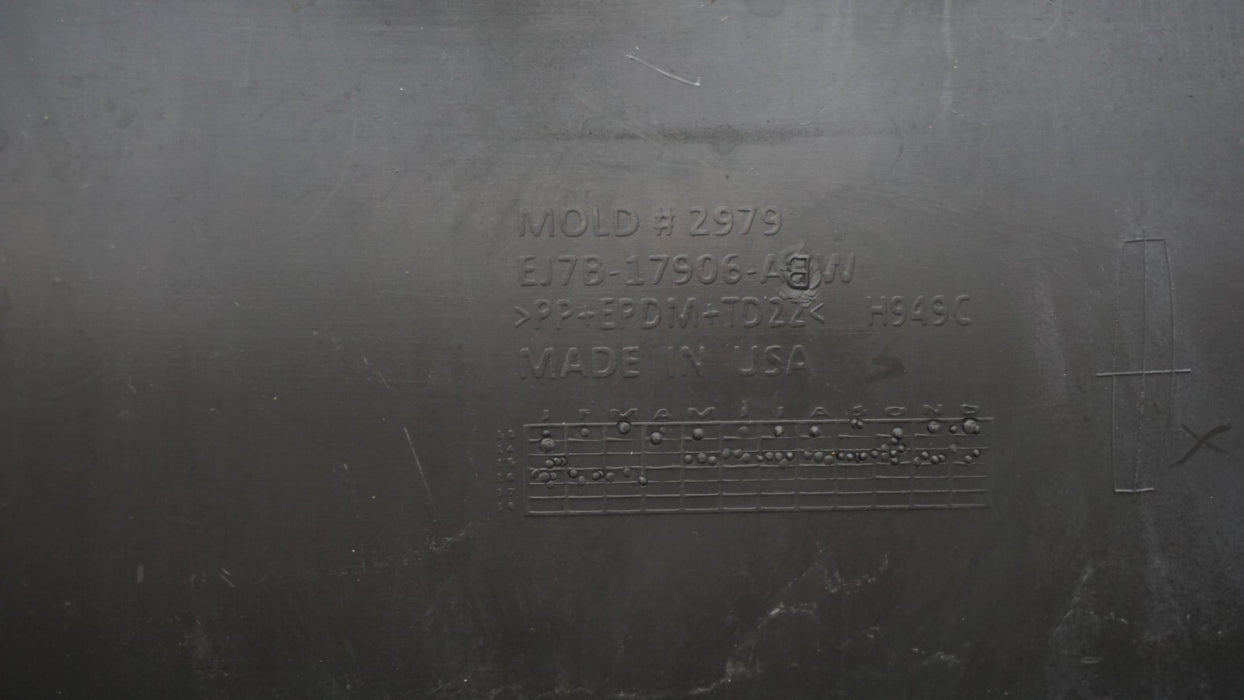 MOLD # 2979
EJ7B-17906-ABW
>PP+EPDM+TD22< H949C
MADE IN USA
J F M A M J J A S O N D